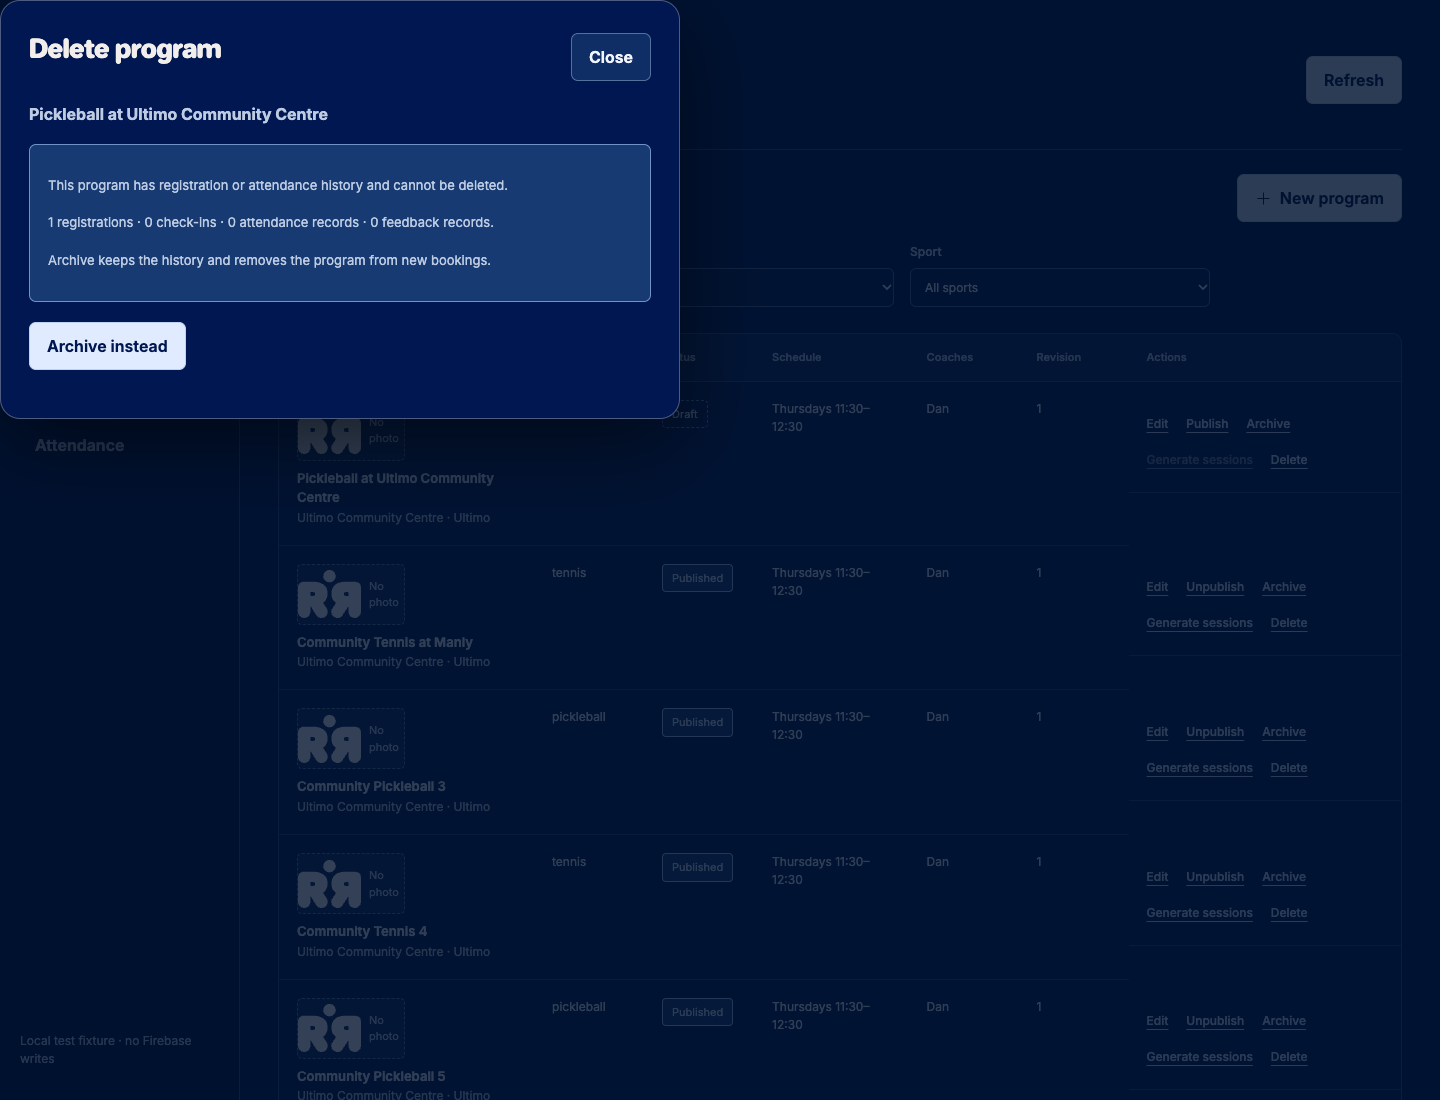 Delete program
Close
Pickleball at Ultimo Community Centre
This program has registration or attendance history and cannot be deleted.
1 registrations · 0 check-ins · 0 attendance records · 0 feedback records.
Archive keeps the history and removes the program from new bookings.
Archive instead
Refresh
+ New program
Sport
All sports
Schedule
Coaches
Revision
Actions
Attendance
No photo
Pickleball at Ultimo Community
Centre
Ultimo Community Centre · Ultimo
Draft
Thursdays 11:30–
12:30
Dan
1
Edit Publish Archive
Generate sessions Delete
No
photo
Community Tennis at Manly
Ultimo Community Centre · Ultimo
tennis
Published
Thursdays 11:30–
12:30
Dan
1
Edit Unpublish Archive
Generate sessions Delete
No
photo
Community Pickleball 3
Ultimo Community Centre · Ultimo
pickleball
Published
Thursdays 11:30–
12:30
Dan
1
Edit Unpublish Archive
Generate sessions Delete
No
photo
Community Tennis 4
Ultimo Community Centre · Ultimo
tennis
Published
Thursdays 11:30–
12:30
Dan
1
Edit Unpublish Archive
Generate sessions Delete
No
photo
Community Pickleball 5
Ultimo Community Centre · Ultimo
pickleball
Published
Thursdays 11:30–
12:30
Dan
1
Edit Unpublish Archive
Generate sessions Delete
Local test fixture · no Firebase
writes